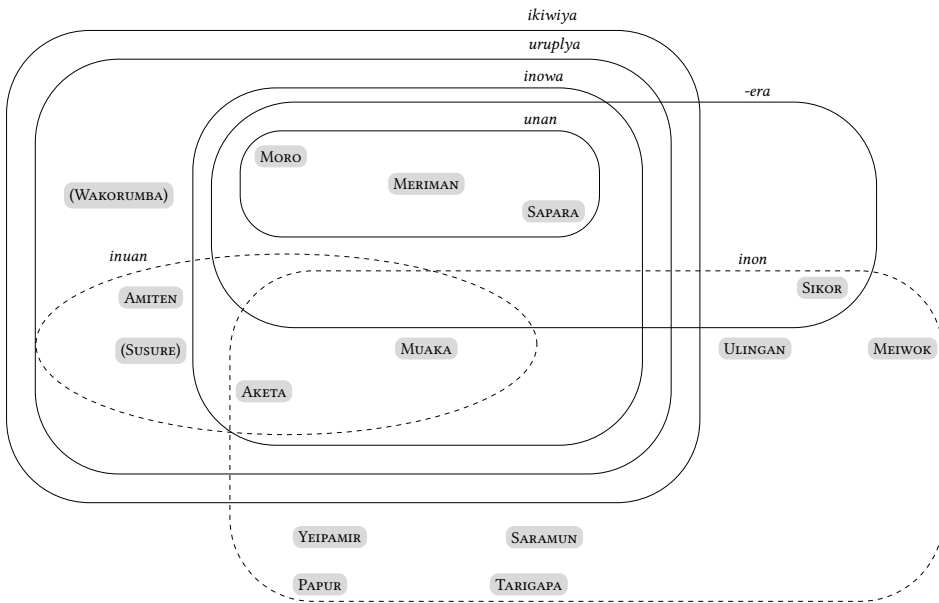 ikiwiya
uruplya
inowa
-era
unan
Moro
Meriman
(Wakorumba)
Sapara
inuan
inon
Amiten
Sikor
(Susure)
Muaka
Ulingan
Meiwok
Aketa
Yeipamir
Saramun
Papur
Tarigapa